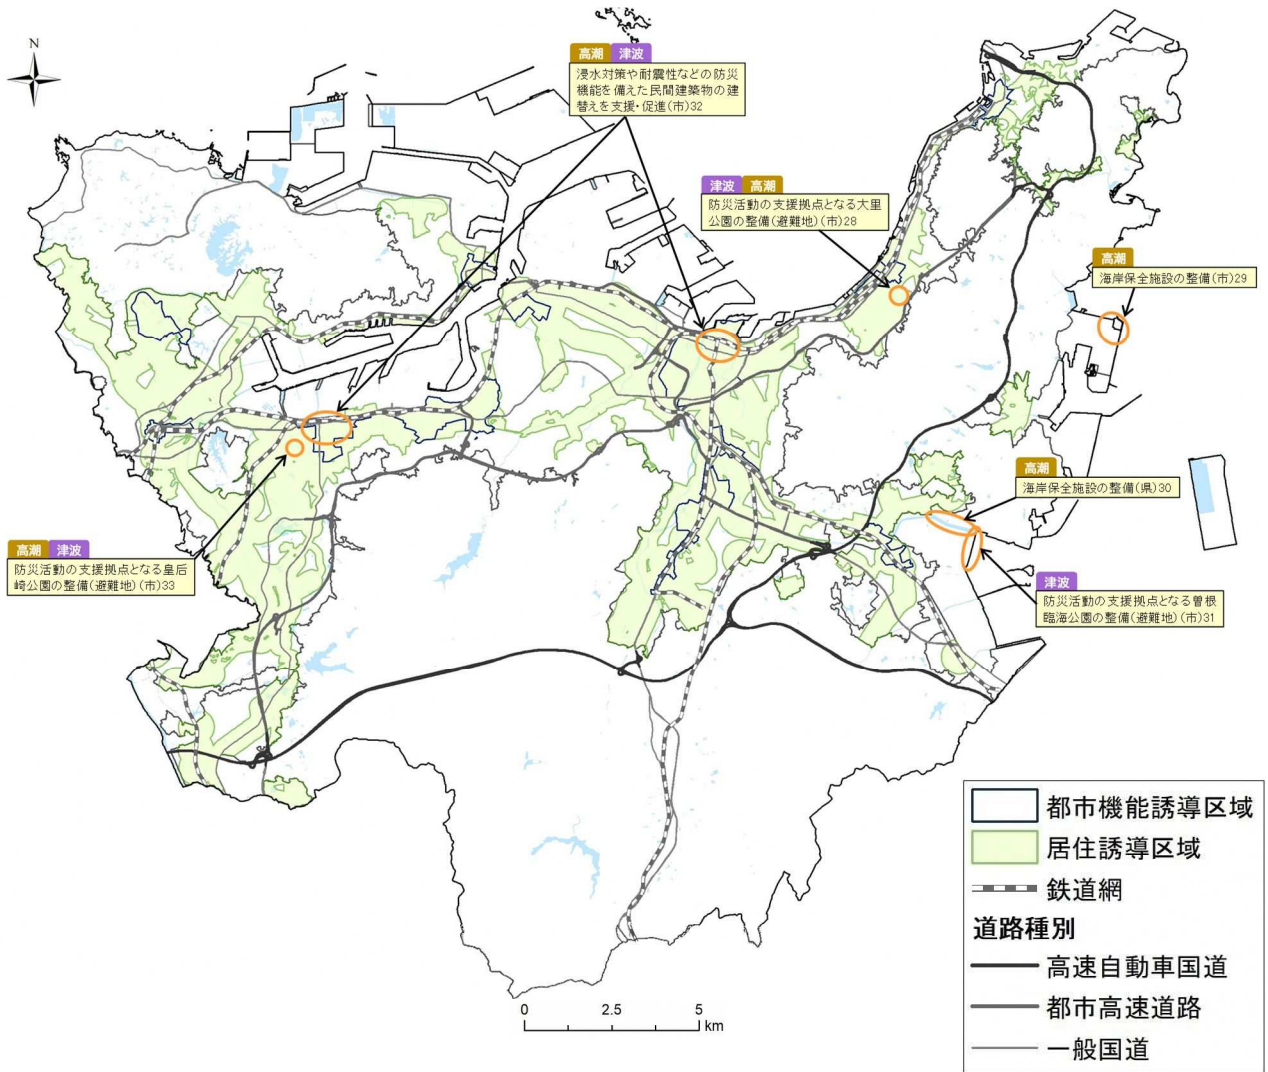 N
高潮 津波
浸水対策や耐震性などの防災
機能を備えた民間建築物の建
替えを支援・促進(市)32
津波 高潮
防災活動の支援拠点となる大里
公園の整備(避難地)(市)28
高潮
海岸保全施設の整備(市)29
高潮
海岸保全施設の整備(県)30
高潮 津波
防災活動の支援拠点となる皇后
崎公園の整備(避難地)(市)33
津波
防災活動の支援拠点となる曽根
臨海公園の整備(避難地)(市)31
都市機能誘導区域
居住誘導区域
鉄道網
道路種別
高速自動車国道
都市高速道路
一般国道
0 2.5 5
km